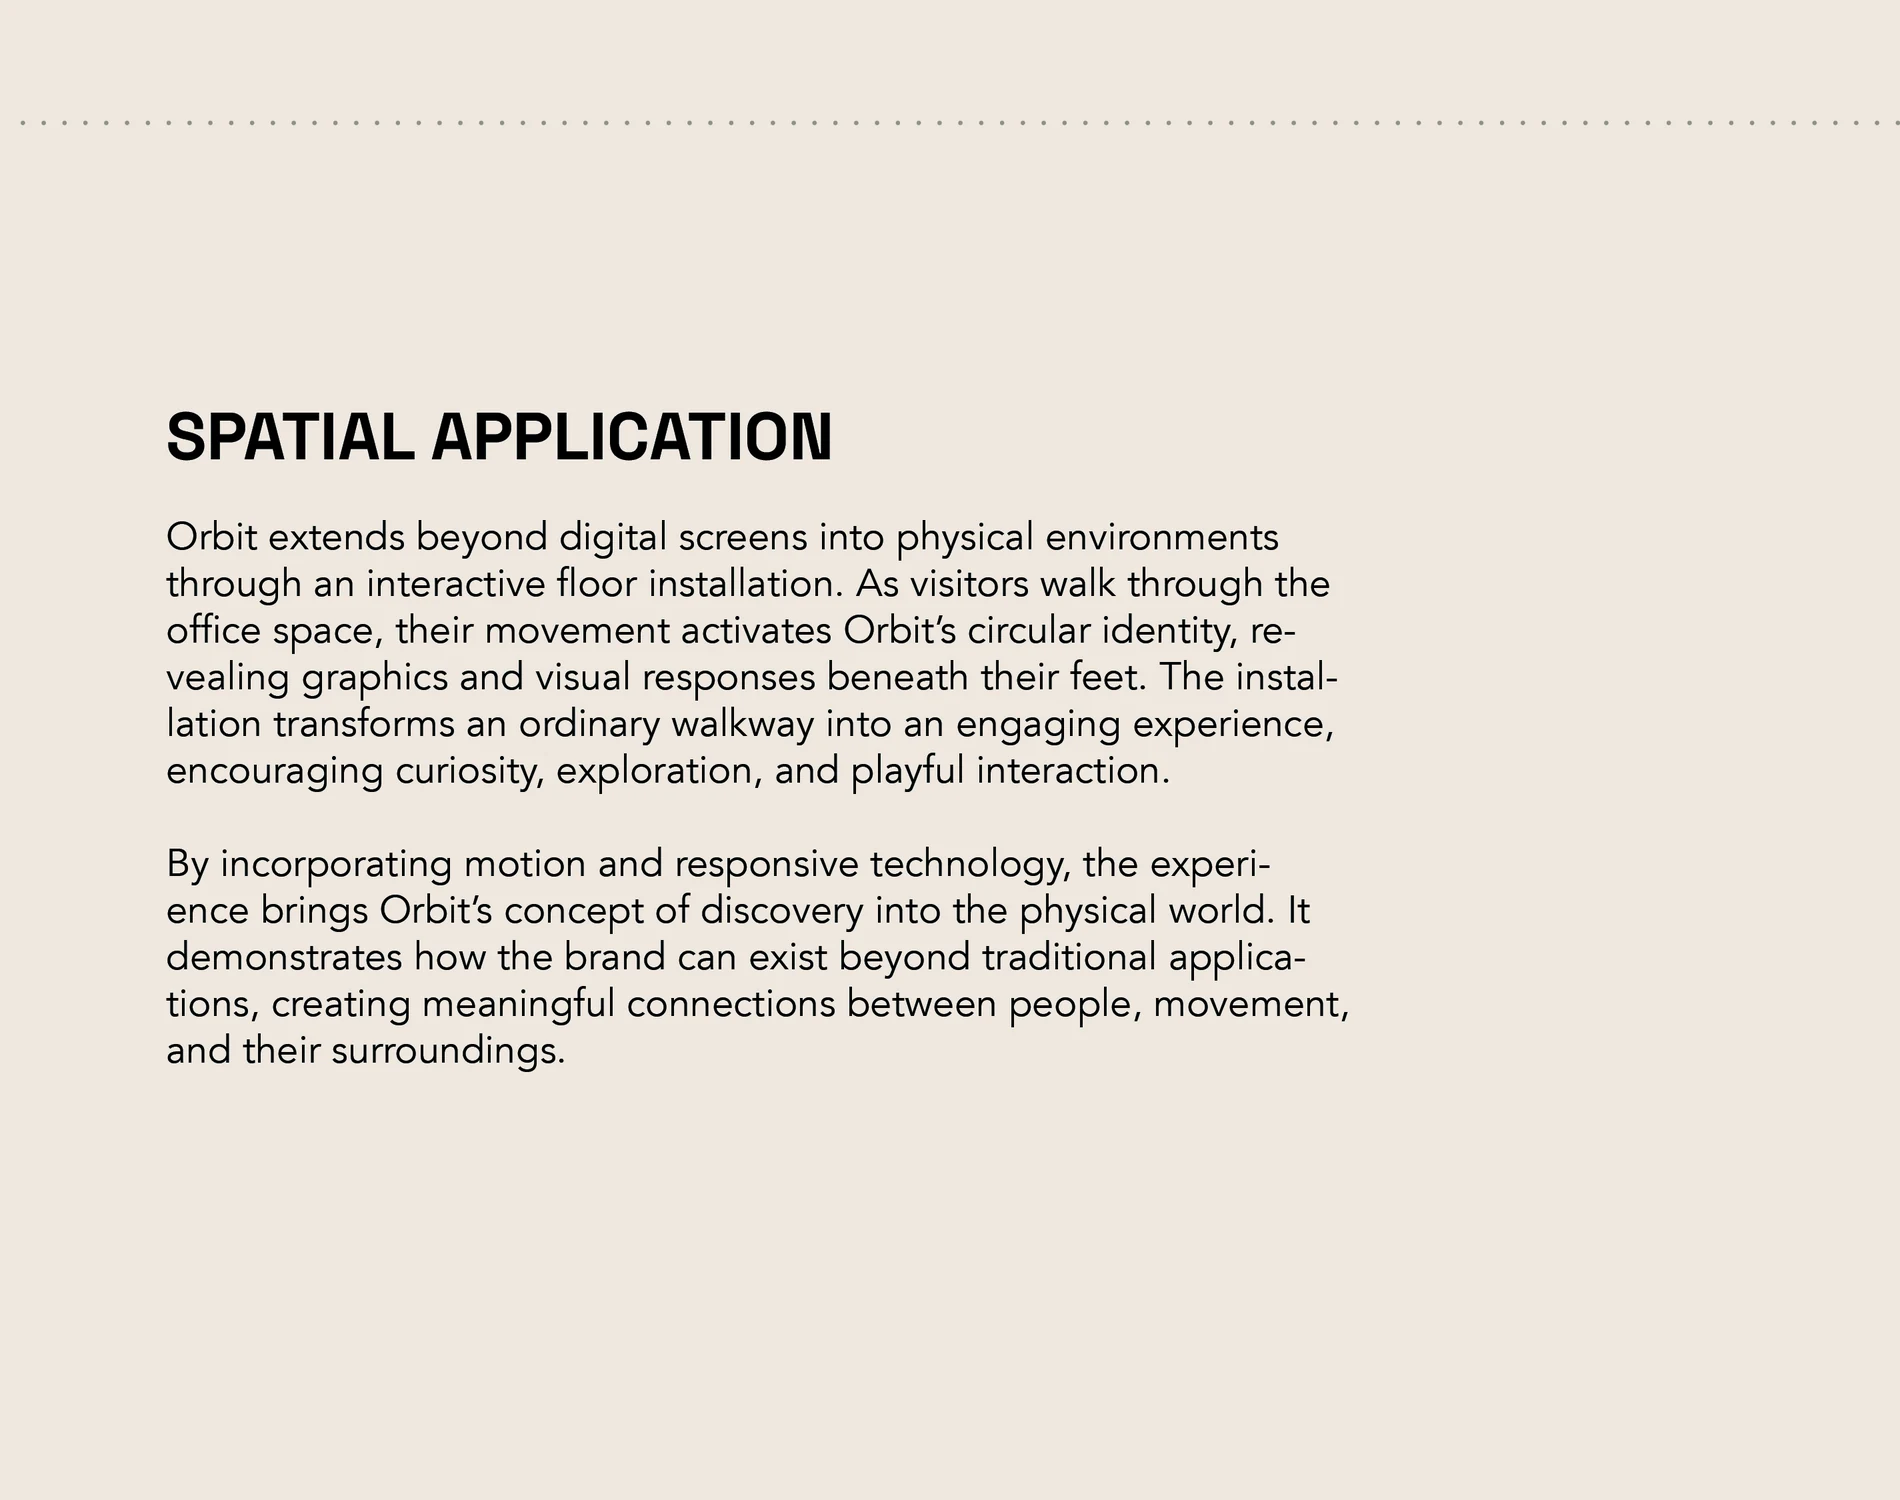 SPATIAL APPLICATION
Orbit extends beyond digital screens into physical environments
through an interactive floor installation. As visitors walk through the
office space, their movement activates Orbit’s circular identity, re-
vealing graphics and visual responses beneath their feet. The instal-
lation transforms an ordinary walkway into an engaging experience,
encouraging curiosity, exploration, and playful interaction.
By incorporating motion and responsive technology, the experi-
ence brings Orbit’s concept of discovery into the physical world. It
demonstrates how the brand can exist beyond traditional applica-
tions, creating meaningful connections between people, movement,
and their surroundings.